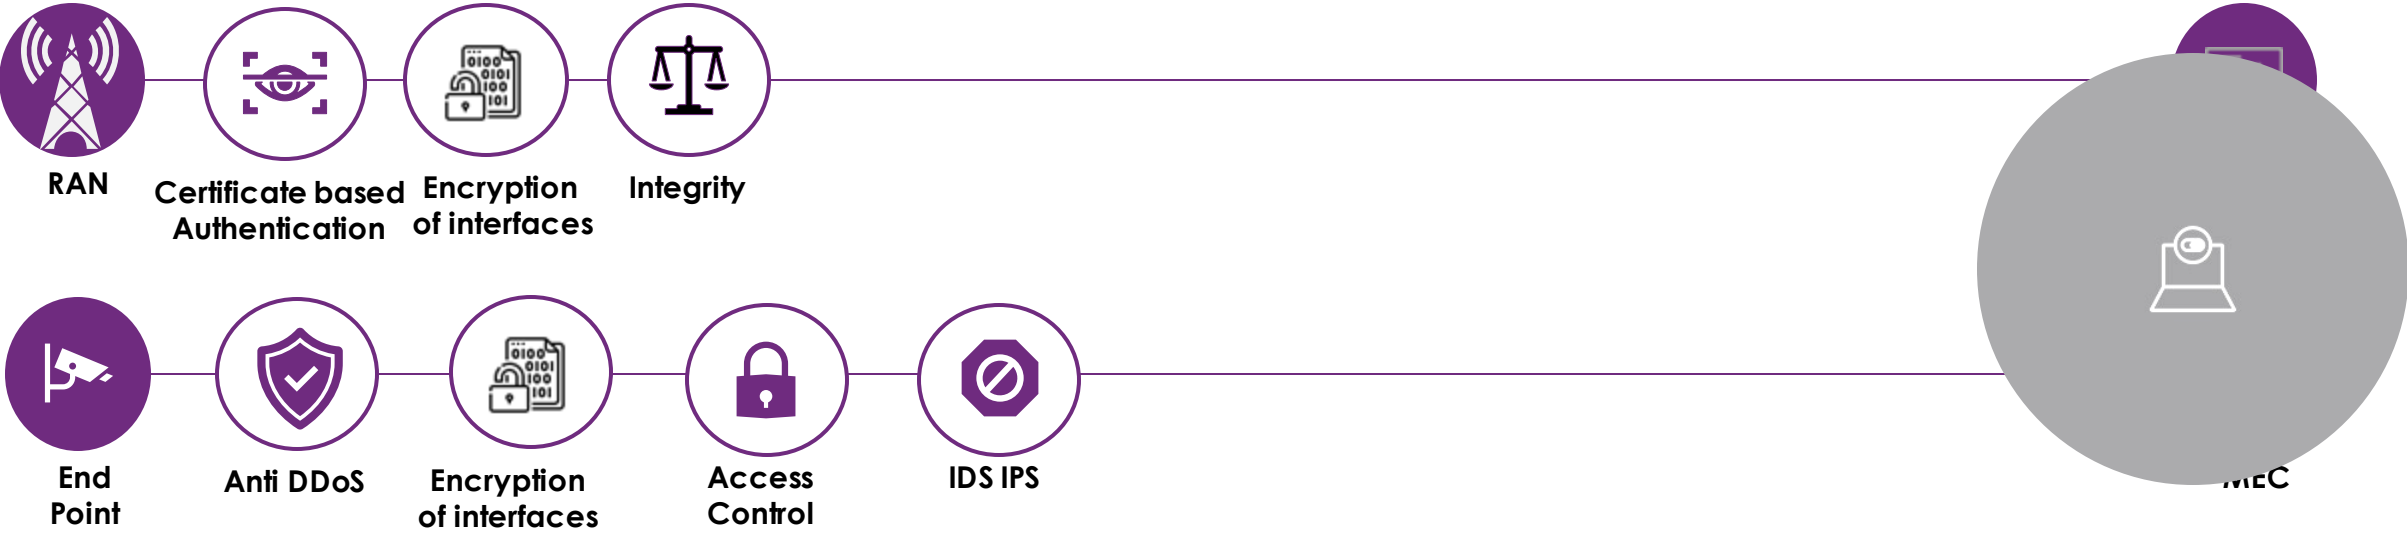 RAN
Certificate based
Authentication
Encryption
of interfaces
Integrity
End
Point
Anti DDoS
Encryption
of interfaces
Access
Control
IDS IPS
MEC